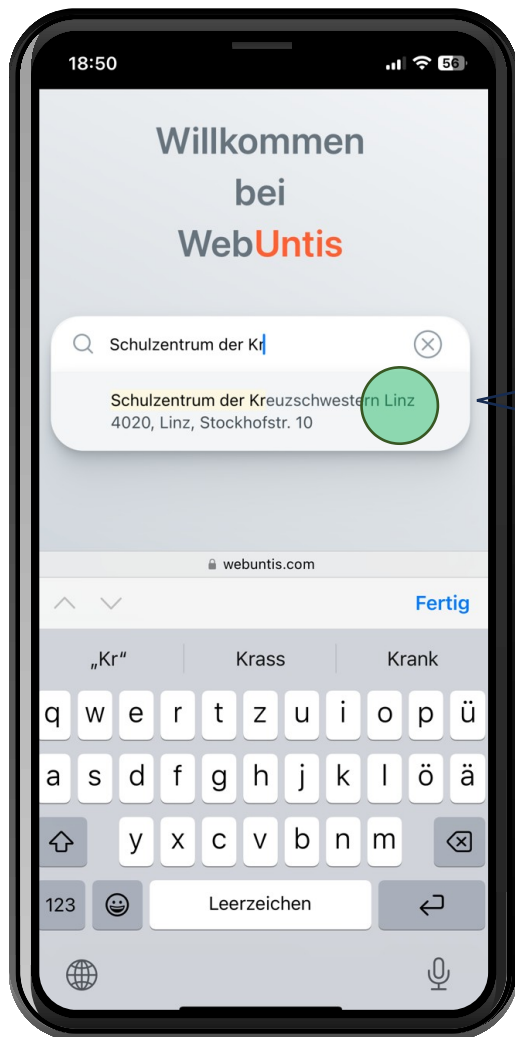 18:50
56
Willkommen
bei
WebUntis
Schulzentrum der Kr
Schulzentrum der Kreuzschwestern Linz
4020, Linz, Stockhofstr. 10
webuntis.com
Fertig
„Kr“ Krass Krank
q w e r t z u i o p ü
a s d f g h j k l ö ä
y x c v b n m
123 Leerzeichen